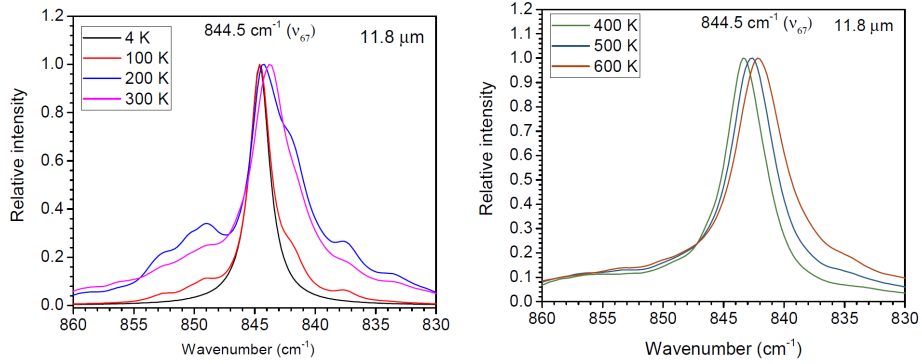 1.2
1.0
0.8
0.6
0.4
0.2
0.0
Relative intensity
4 K
100 K
200 K
300 K
844.5 cm⁻¹ (ν₆₇)
11.8 μm
860 855 850 845 840 835 830
Wavenumber (cm⁻¹)
1.2
1.1
1.0
0.9
0.8
0.7
0.6
0.5
0.4
0.3
0.2
0.1
0.0
Relative intensity
400 K
500 K
600 K
844.5 cm⁻¹ (ν₆₇)
11.8 μm
860 855 850 845 840 835 830
Wavenumber (cm⁻¹)